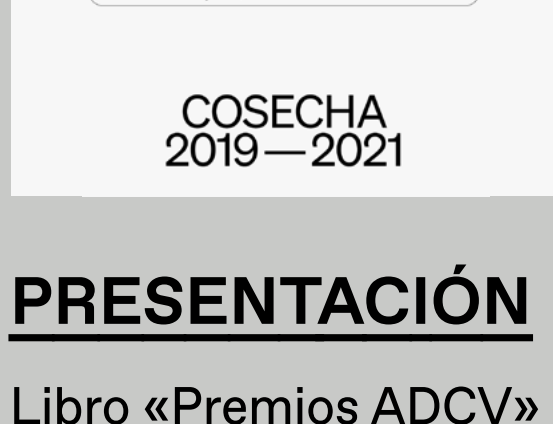 COSECHA
2019—2021
PRESENTACIÓN
Libro «Premios ADCV»